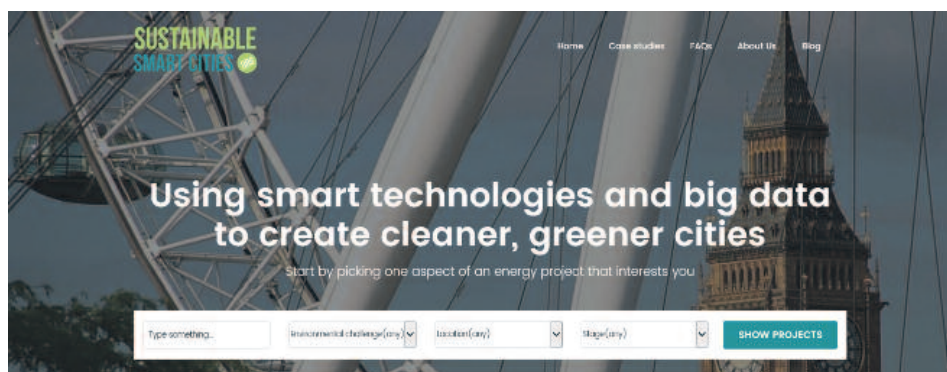 SUSTAINABLE
SMART CITIES
Home Case studies FAQs About Us Blog
Using smart technologies and big data
to create cleaner, greener cities
Start by picking one aspect of an energy project that interests you
Type something.. Environmental challenge(any) Location(any) Stage(any) SHOW PROJECTS